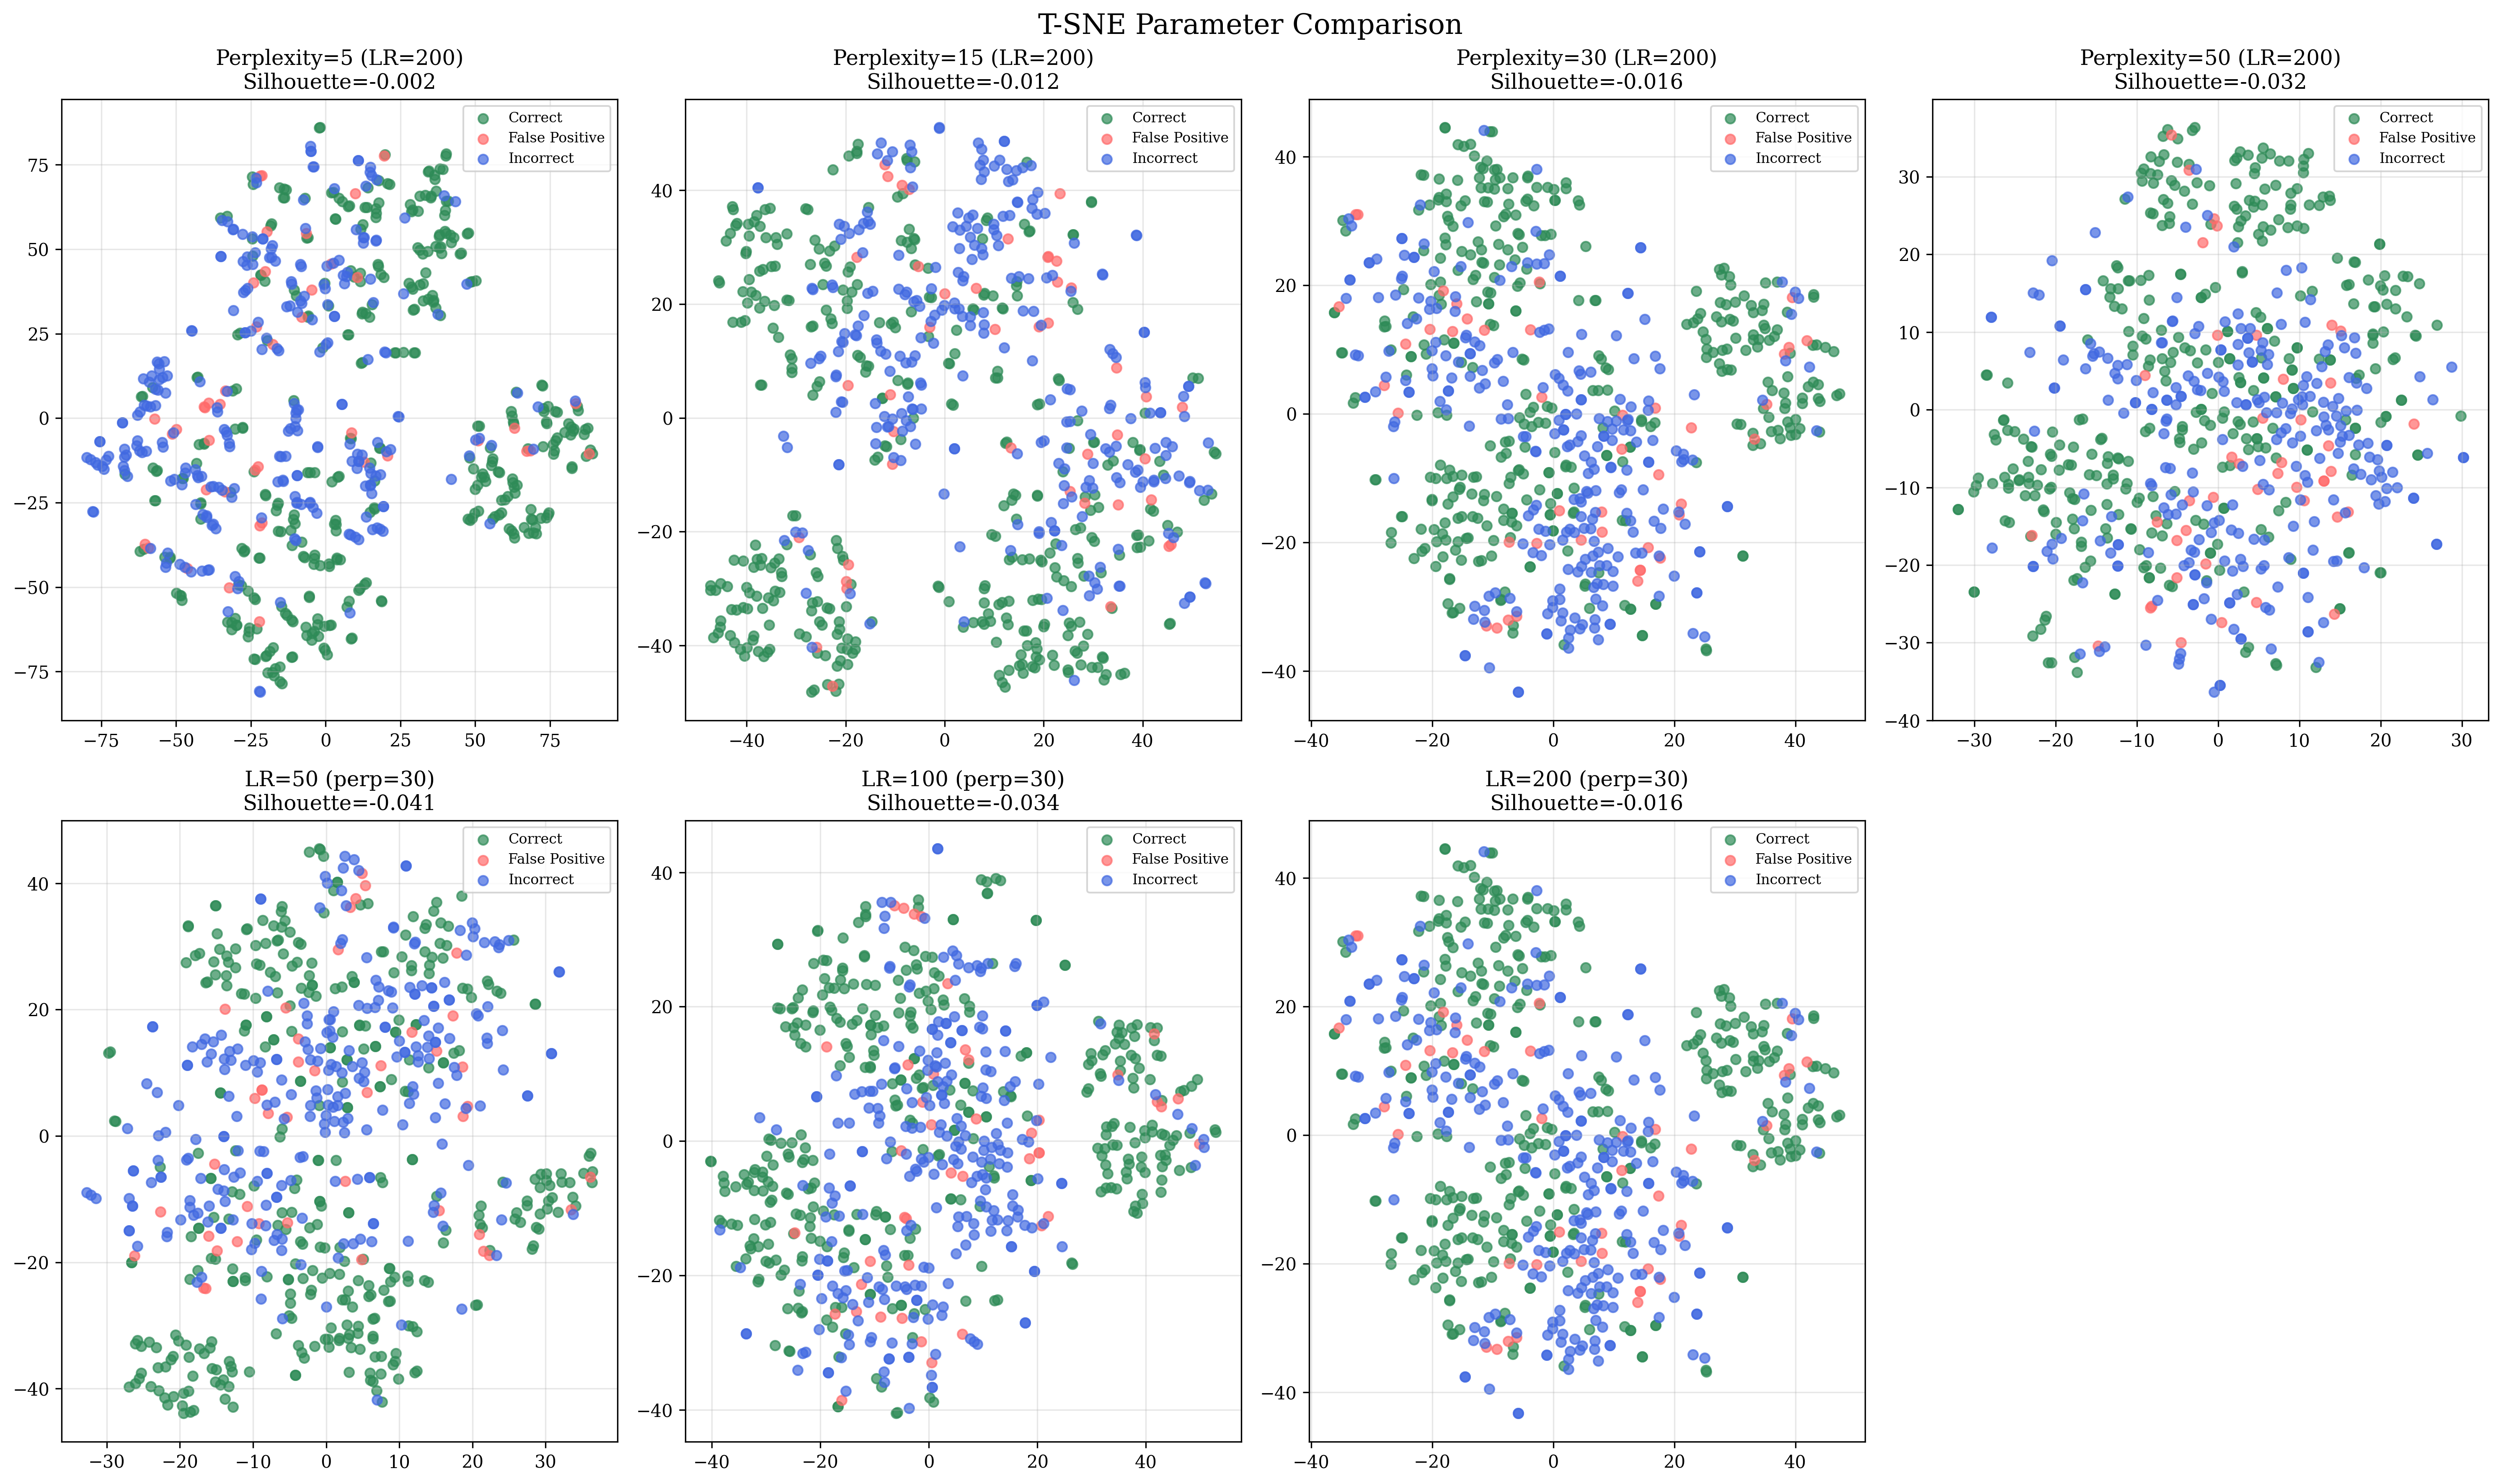 T-SNE Parameter Comparison
Perplexity=5 (LR=200)
Silhouette=-0.002
Correct
False Positive
Incorrect
75
50
25
0
−25
−50
−75
−75 −50 −25 0 25 50 75
Perplexity=15 (LR=200)
Silhouette=-0.012
Correct
False Positive
Incorrect
40
20
0
−20
−40
−40 −20 0 20 40
Perplexity=30 (LR=200)
Silhouette=-0.016
Correct
False Positive
Incorrect
40
20
0
−20
−40
−40 −20 0 20 40
Perplexity=50 (LR=200)
Silhouette=-0.032
Correct
False Positive
Incorrect
30
20
10
0
−10
−20
−30
−40
−30 −20 −10 0 10 20 30
LR=50 (perp=30)
Silhouette=-0.041
Correct
False Positive
Incorrect
40
20
0
−20
−40
−30 −20 −10 0 10 20 30
LR=100 (perp=30)
Silhouette=-0.034
Correct
False Positive
Incorrect
40
20
0
−20
−40
−40 −20 0 20 40
LR=200 (perp=30)
Silhouette=-0.016
Correct
False Positive
Incorrect
40
20
0
−20
−40
−40 −20 0 20 40